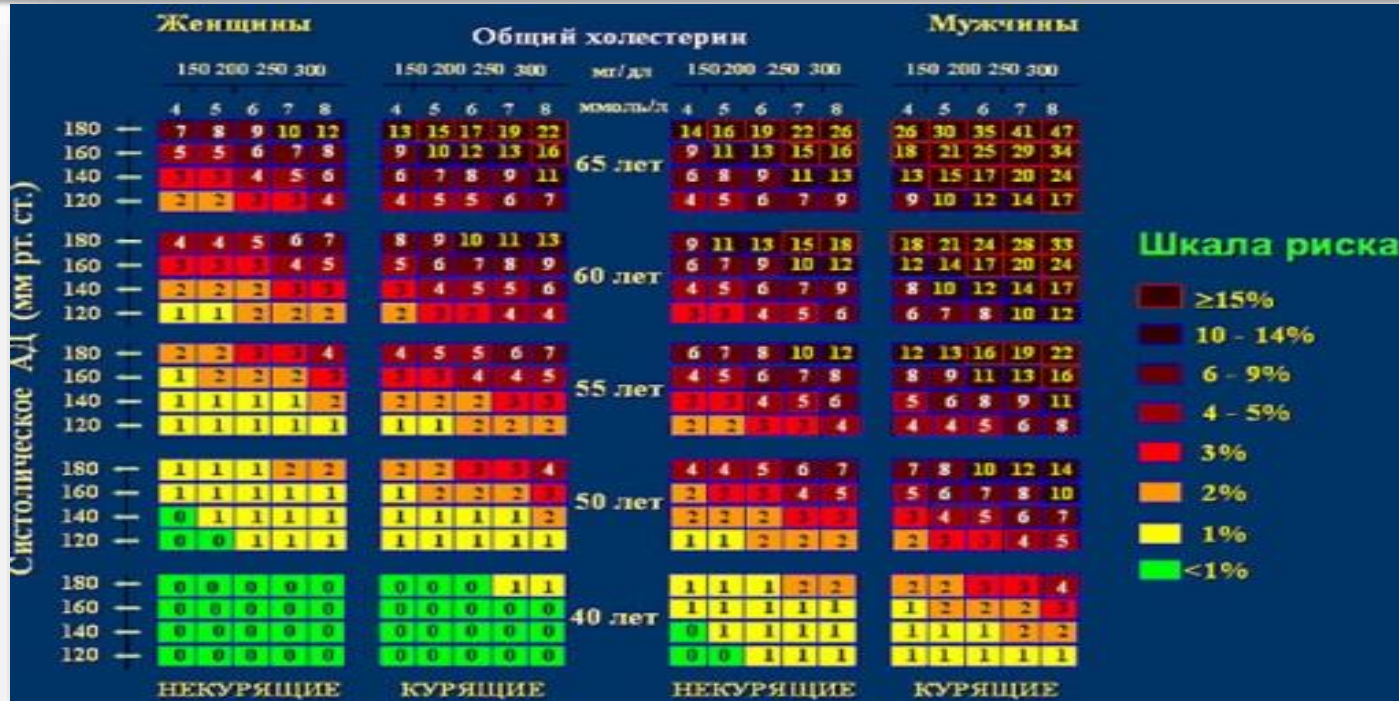 Женщины Общий холестерин Мужчины
150 200 250 300 150 200 250 300 мг/дл 150 200 250 300 150 200 250 300
4 5 6 7 8 4 5 6 7 8 ммоль/л 4 5 6 7 8 4 5 6 7 8
Систолическое АД (мм рт. ст.)
180 7 8 9 10 12 13 15 17 19 22 14 16 19 22 26 26 30 35 41 47
160 5 5 6 7 8 9 10 12 13 16 9 11 13 15 16 18 21 25 29 34
65 лет
140 3 3 4 5 6 6 7 8 9 11 6 8 9 11 13 13 15 17 20 24
120 2 2 3 3 4 4 5 5 6 7 4 5 6 7 9 9 10 12 14 17
180 4 4 5 6 7 8 9 10 11 13 9 11 13 15 18 18 21 24 28 33
160 3 3 3 4 5 5 6 7 8 9 6 7 9 10 12 12 14 17 20 24
60 лет
140 2 2 2 3 3 3 4 5 5 6 4 5 6 7 9 8 10 12 14 17
120 1 1 2 2 2 2 3 3 4 4 3 3 4 5 6 6 7 8 10 12
180 2 2 3 3 4 4 5 5 6 7 6 7 8 10 12 12 13 16 19 22
160 1 2 2 2 3 3 3 4 4 5 4 5 6 7 8 8 9 11 13 16
55 лет
140 1 1 1 1 2 2 2 2 3 3 3 3 4 5 6 5 6 8 9 11
120 1 1 1 1 1 1 1 2 2 2 2 2 3 3 4 4 4 5 6 8
180 1 1 1 2 2 2 2 3 3 4 4 4 5 6 7 7 8 10 12 14
160 1 1 1 1 1 1 2 2 2 3 2 3 3 4 5 5 6 7 8 10
50 лет
140 0 1 1 1 1 1 1 1 1 2 2 2 2 3 3 3 4 5 6 7
120 0 0 1 1 1 1 1 1 1 1 1 1 2 2 2 2 3 3 4 5
180 0 0 0 0 0 0 0 0 1 1 1 1 1 2 2 2 2 3 3 4
160 0 0 0 0 0 0 0 0 0 0 1 1 1 1 1 1 2 2 2 3
40 лет
140 0 0 0 0 0 0 0 0 0 0 0 1 1 1 1 1 1 1 2 2
120 0 0 0 0 0 0 0 0 0 0 0 0 1 1 1 1 1 1 1 1
НЕКУРЯЩИЕ КУРЯЩИЕ НЕКУРЯЩИЕ КУРЯЩИЕ
Шкала риска
≥15%
10 - 14%
6 - 9%
4 - 5%
3%
2%
1%
<1%